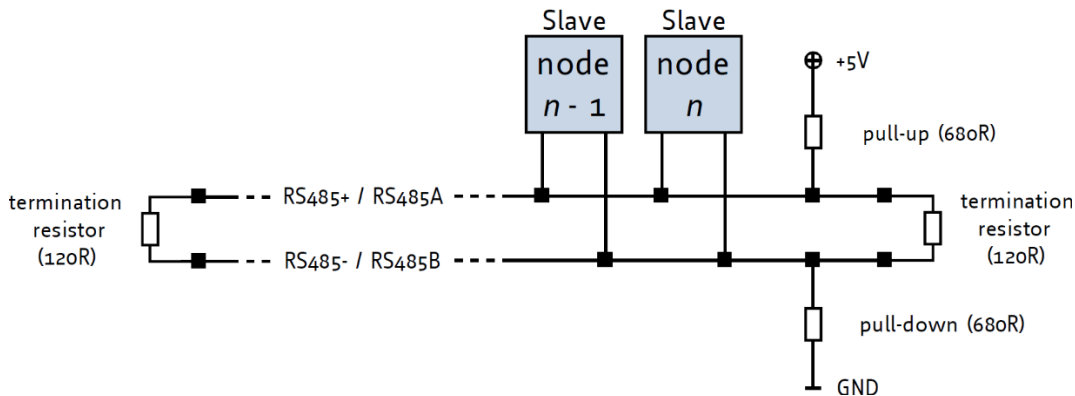 Slave
Slave
node
n - 1
node
n
+5V
pull-up (680R)
termination
resistor
(120R)
RS485+ / RS485A
RS485- / RS485B
termination
resistor
(120R)
pull-down (680R)
GND